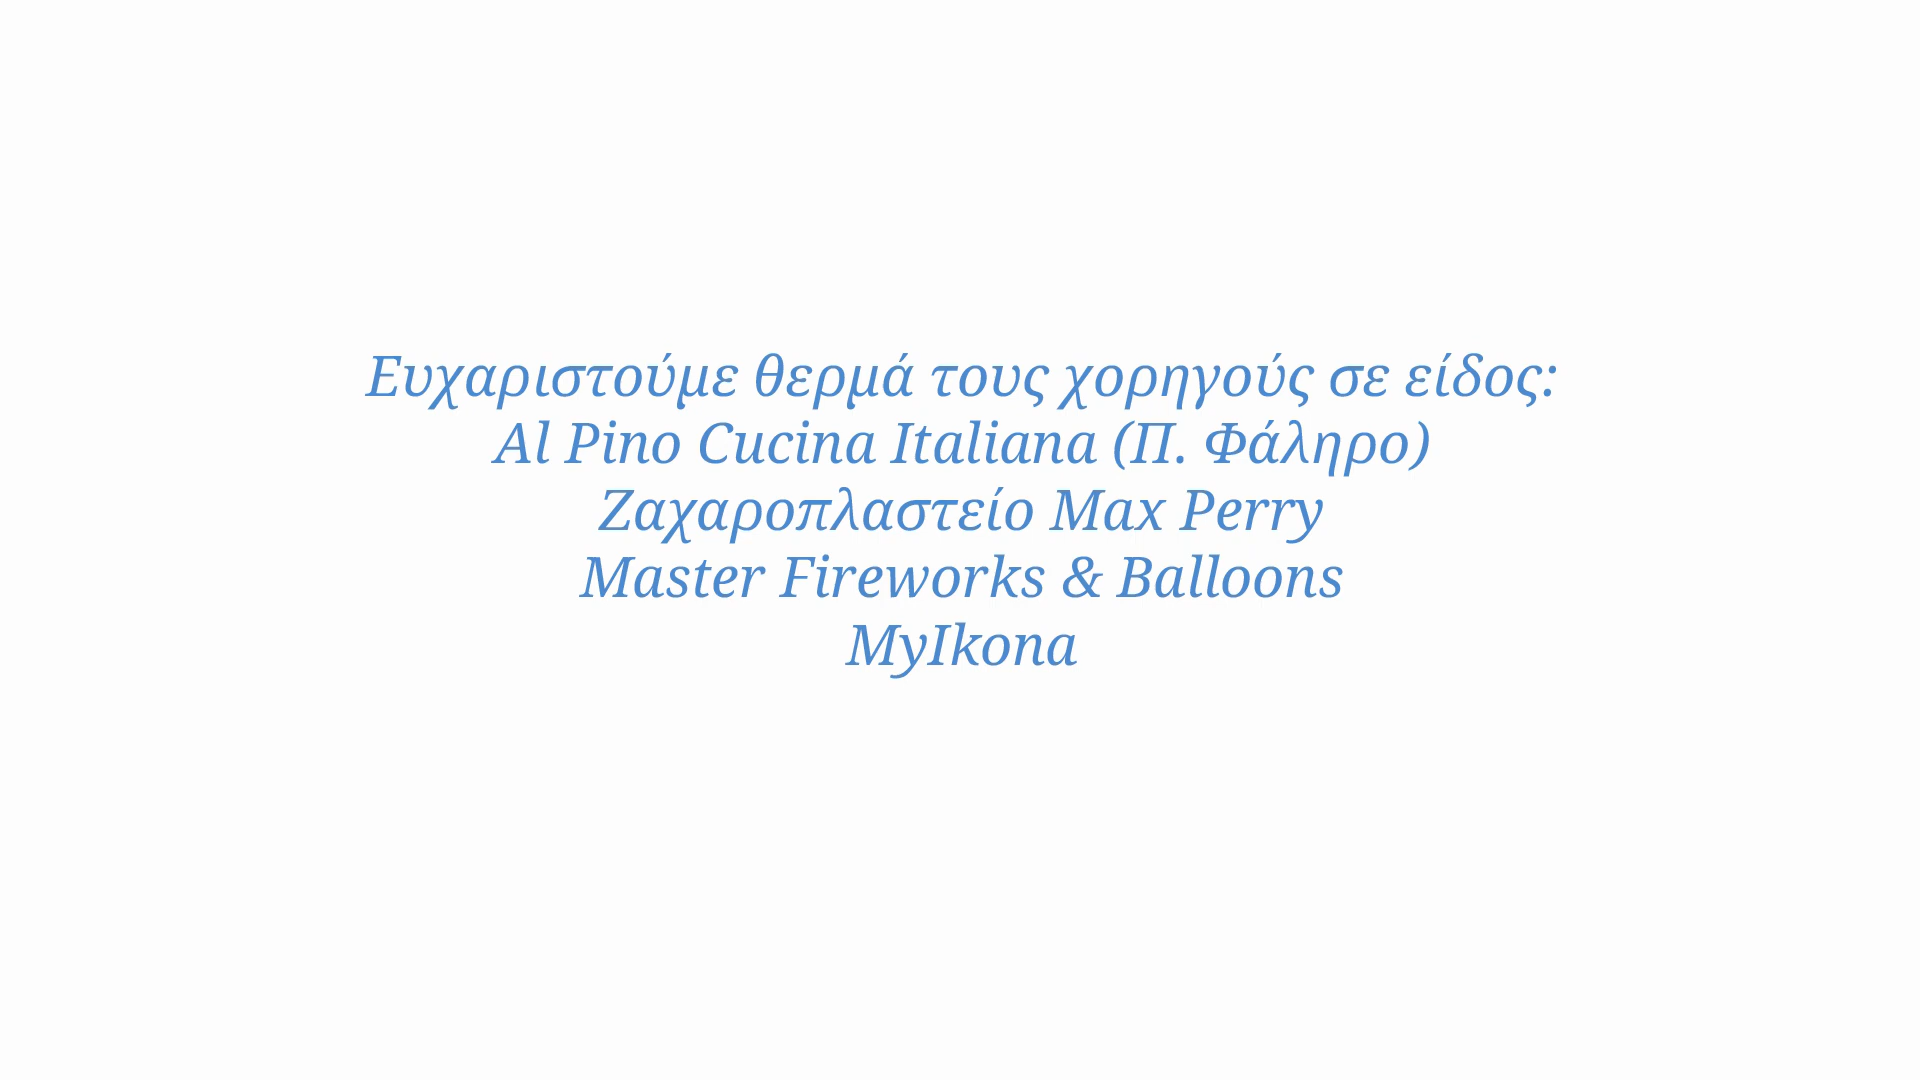 Ευχαριστούμε θερμά τους χορηγούς σε είδος:
Al Pino Cucina Italiana (Π. Φάληρο)
Ζαχαροπλαστείο Max Perry
Master Fireworks & Balloons
MyIkona